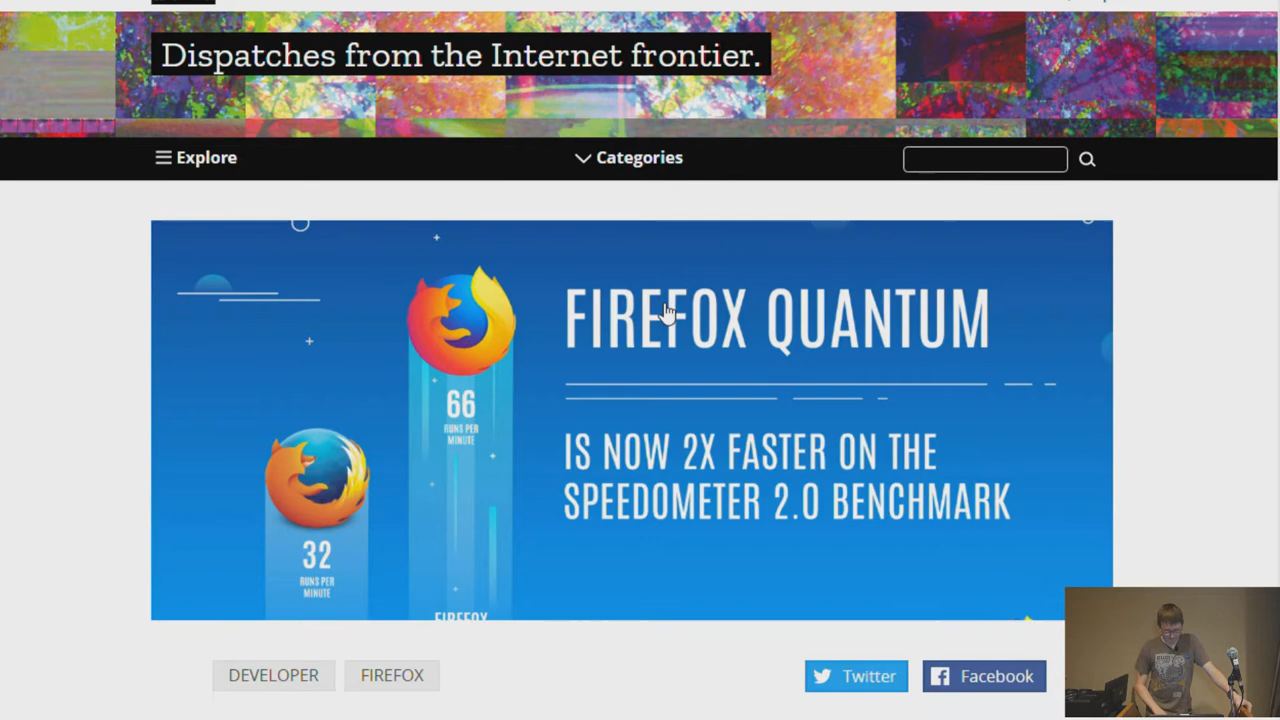 Dispatches from the Internet frontier.
Explore
Categories
FIREFOX QUANTUM
66
RUNS PER
MINUTE
IS NOW 2X FASTER ON THE
SPEEDOMETER 2.0 BENCHMARK
32
RUNS PER
MINUTE
FIREFOX
DEVELOPER
FIREFOX
Twitter
Facebook